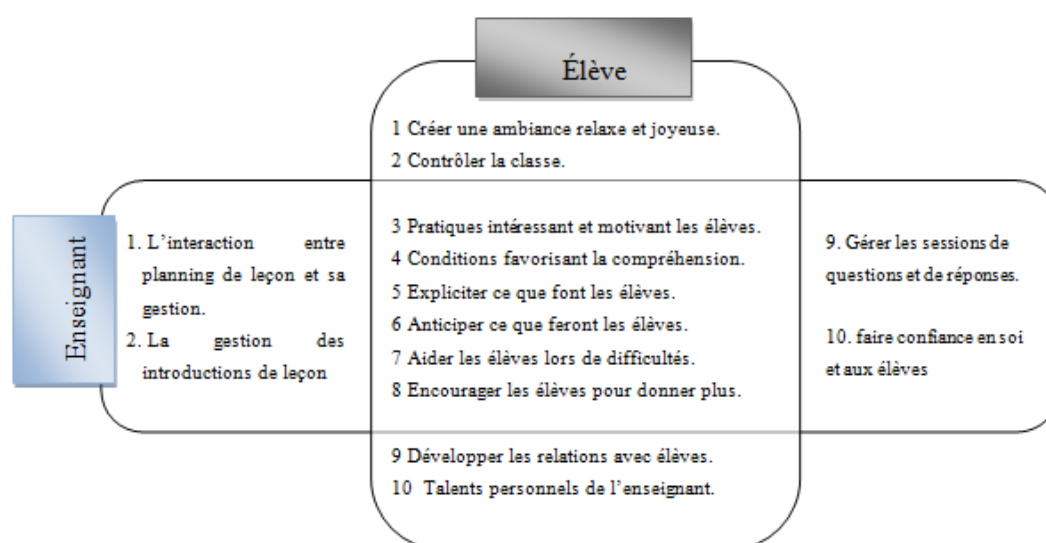 Élève
1 Créer une ambiance relaxe et joyeuse.
2 Contrôler la classe.
Enseignant
1. L'interaction entre
planning de leçon et sa
gestion.
2. La gestion des
introductions de leçon
3 Pratiques intéressant et motivant les élèves.
4 Conditions favorisant la compréhension.
5 Expliciter ce que font les élèves.
6 Anticiper ce que feront les élèves.
7 Aider les élèves lors de difficultés.
8 Encourager les élèves pour donner plus.
9. Gérer les sessions de
questions et de réponses.
10. faire confiance en soi
et aux élèves
9 Développer les relations avec élèves.
10 Talents personnels de l'enseignant.